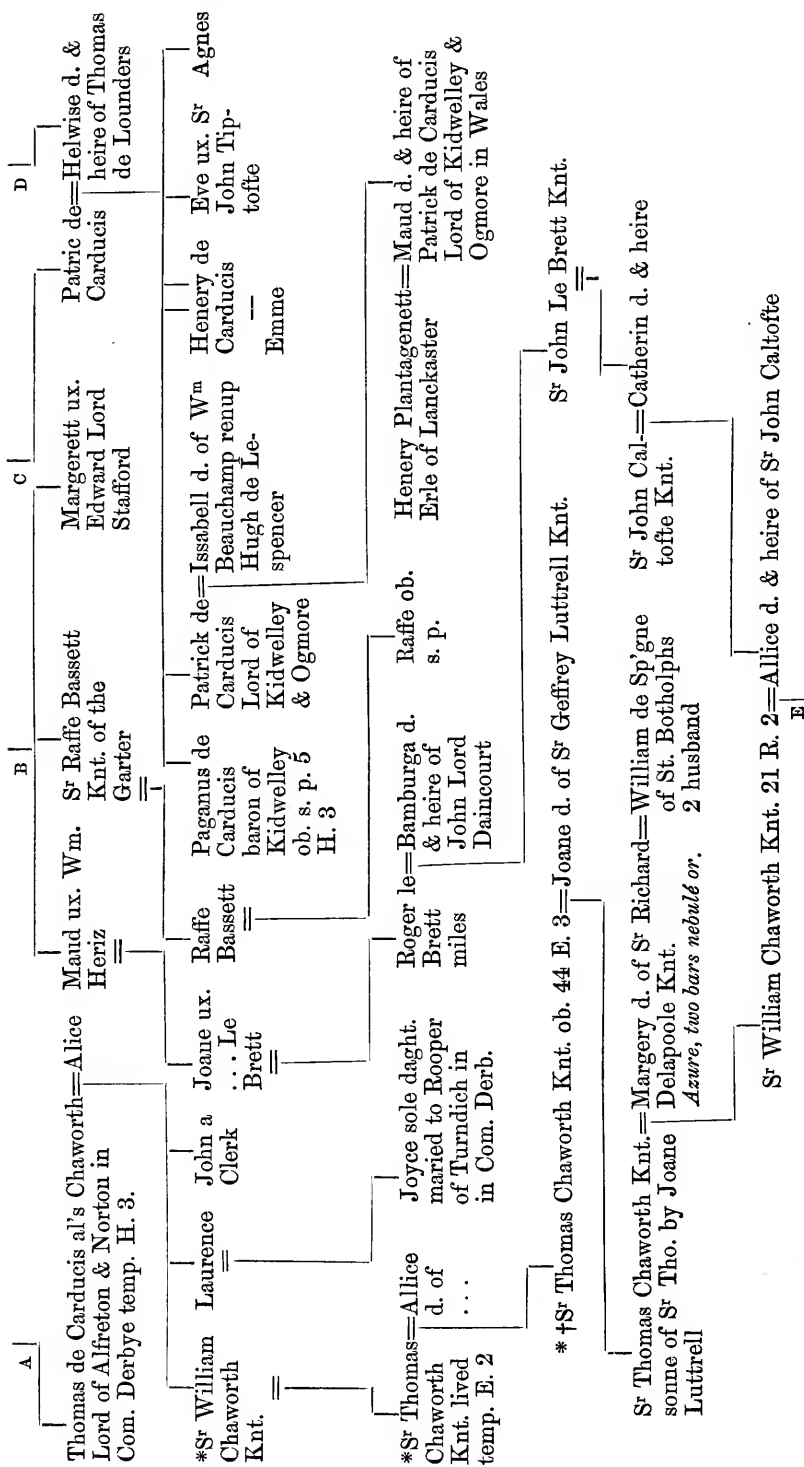 A
B
C
D
Thomas de Carducis al's Chaworth=Alice
Lord of Alfreton & Norton in
Com. Derbye temp. H. 3.
Maud ux. Wm.
Heriz
=
Sr Raffe Bassett
Knt. of the
Garter
=
Margerett ux.
Edward Lord
Stafford
Patric de=Helwise d. &
Carducis
heire of Thomas
de Lounders
*Sr William
Chaworth
Knt.
=
Laurence
=
John a
Clerk
Joane ux.
... Le
Brett
=
Raffe
Bassett
=
Paganus de
Carducis
baron of
Kidwelley
ob. s. p. 5
H. 3
Patrick de=Issabell d. of Wm
Carducis
Lord of
Kidwelley
& Ogmore
Beauchamp renup
Hugh de Le-
spencer
Henery de
Carducis
—
Emme
Eve ux. Sr
John Tip-
tofte
Agnes
*Sr Thomas=Allice
Chaworth
Knt. lived
temp. E. 2
d. of
...
Joyce sole daght.
maried to Rooper
of Turndich in
in Com. Derb.
Roger le=Bamburga d.
Brett
miles
& heire of
John Lord
Daincourt
Raffe ob.
s. p.
Henery Plantagenett=Maud d. & heire of
Erle of Lanckaster
Patrick de Carducis
Lord of Kidwelley &
Ogmore in Wales
*†Sr Thomas Chaworth Knt. ob. 44 E. 3=Joane d. of Sr Geffrey Luttrell Knt.
Sr John Le Brett Knt.
=
Sr Thomas Chaworth Knt.=Margery d. of Sr Richard=William de Sp'gne
sonne of Sr Tho. by Joane
Luttrell
Delapoole Knt.
Azure, two bars nebulé or.
of St. Botholphs
2 husband
Sr John Cal-=Catherin d. & heire
tofte Knt.
Sr William Chaworth Knt. 21 R. 2=Allice d. & heire of Sr John Caltofte
E